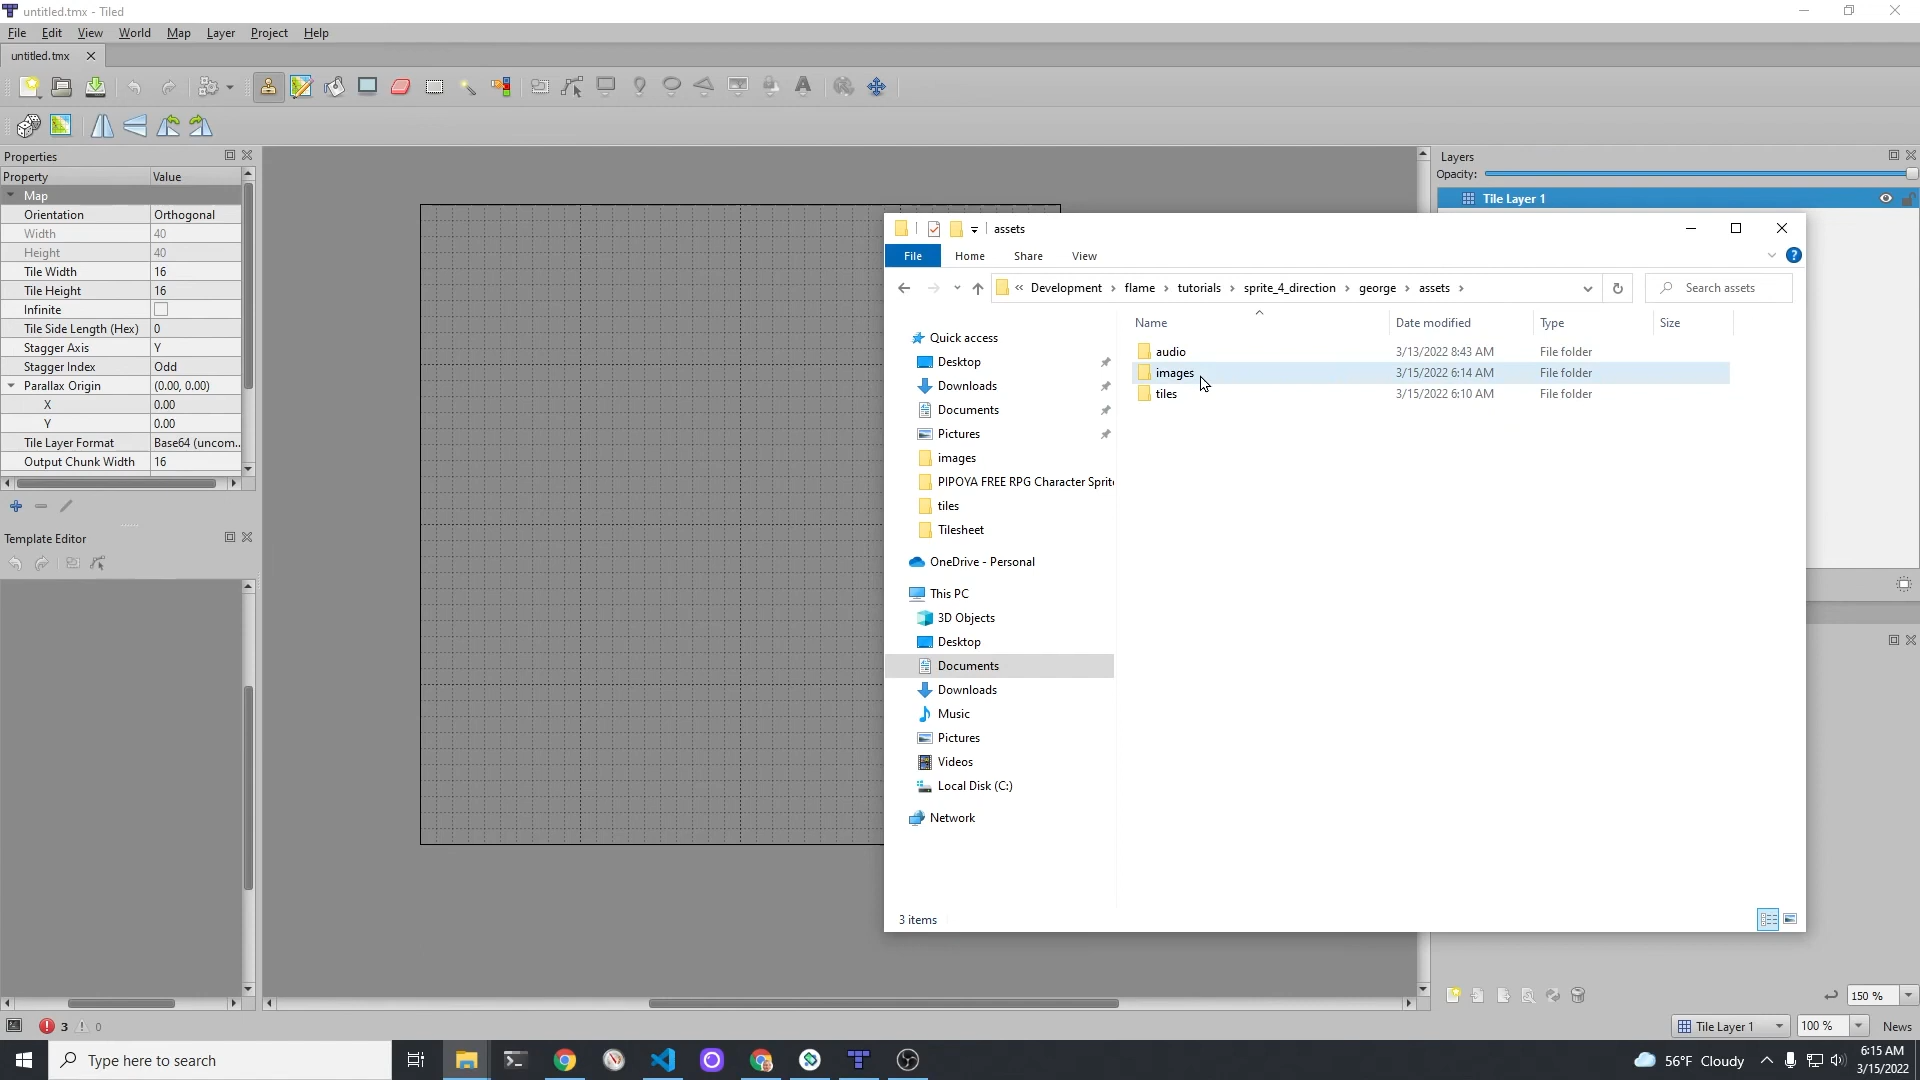 untitled.tmx - Tiled
File Edit View World Map Layer Project Help
untitled.tmx
Properties
Property Value
Map
Orientation Orthogonal
Width 40
Height 40
Tile Width 16
Tile Height 16
Infinite
Tile Side Length (Hex) 0
Stagger Axis Y
Stagger Index Odd
Parallax Origin (0.00, 0.00)
X 0.00
Y 0.00
Tile Layer Format Base64 (uncom...
Output Chunk Width 16
Template Editor
Layers
Opacity:
Tile Layer 1
assets
File Home Share View
« Development › flame › tutorials › sprite_4_direction › george › assets ›
Search assets
Name Date modified Type Size
audio 3/13/2022 8:43 AM File folder
images 3/15/2022 6:14 AM File folder
tiles 3/15/2022 6:10 AM File folder
Quick access
Desktop
Downloads
Documents
Pictures
images
PIPOYA FREE RPG Character Sprite
tiles
Tilesheet
OneDrive - Personal
This PC
3D Objects
Desktop
Documents
Downloads
Music
Pictures
Videos
Local Disk (C:)
Network
3 items
150 %
3 0
Tile Layer 1 100 % News
Type here to search
56°F Cloudy
6:15 AM
3/15/2022